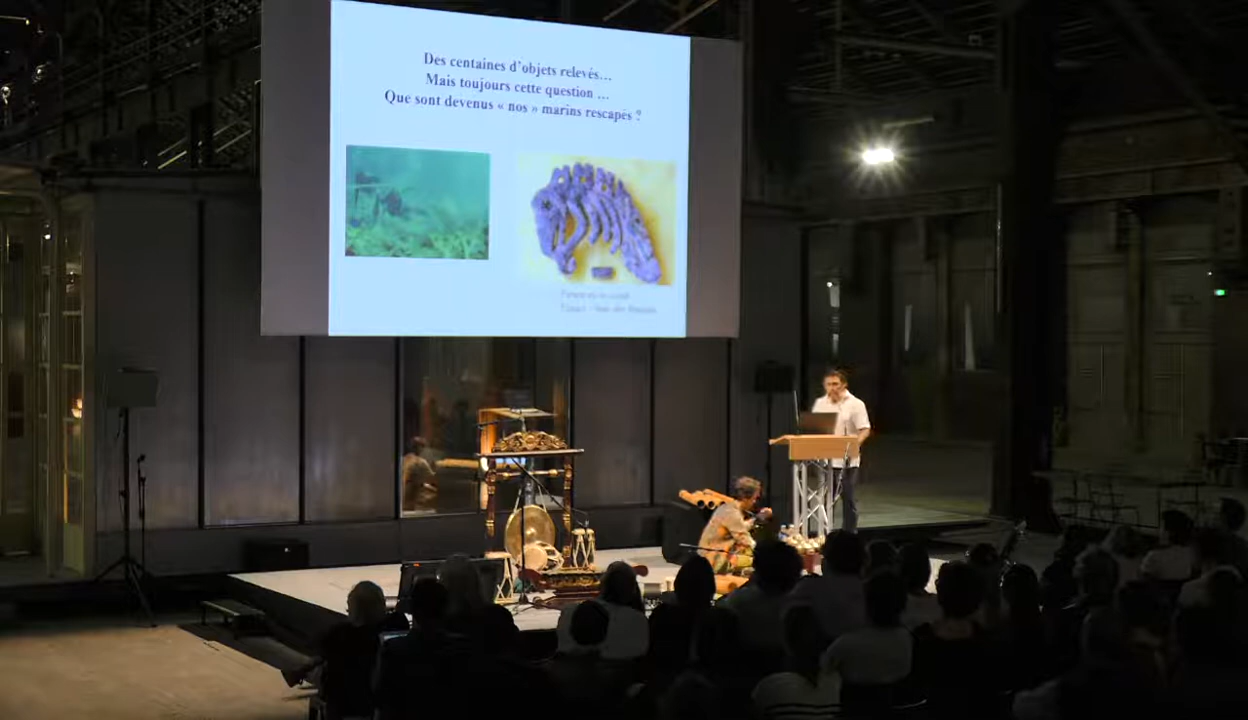 Des centaines d'objets relevés…
Mais toujours cette question …
Que sont devenus « nos » marins rescapés ?